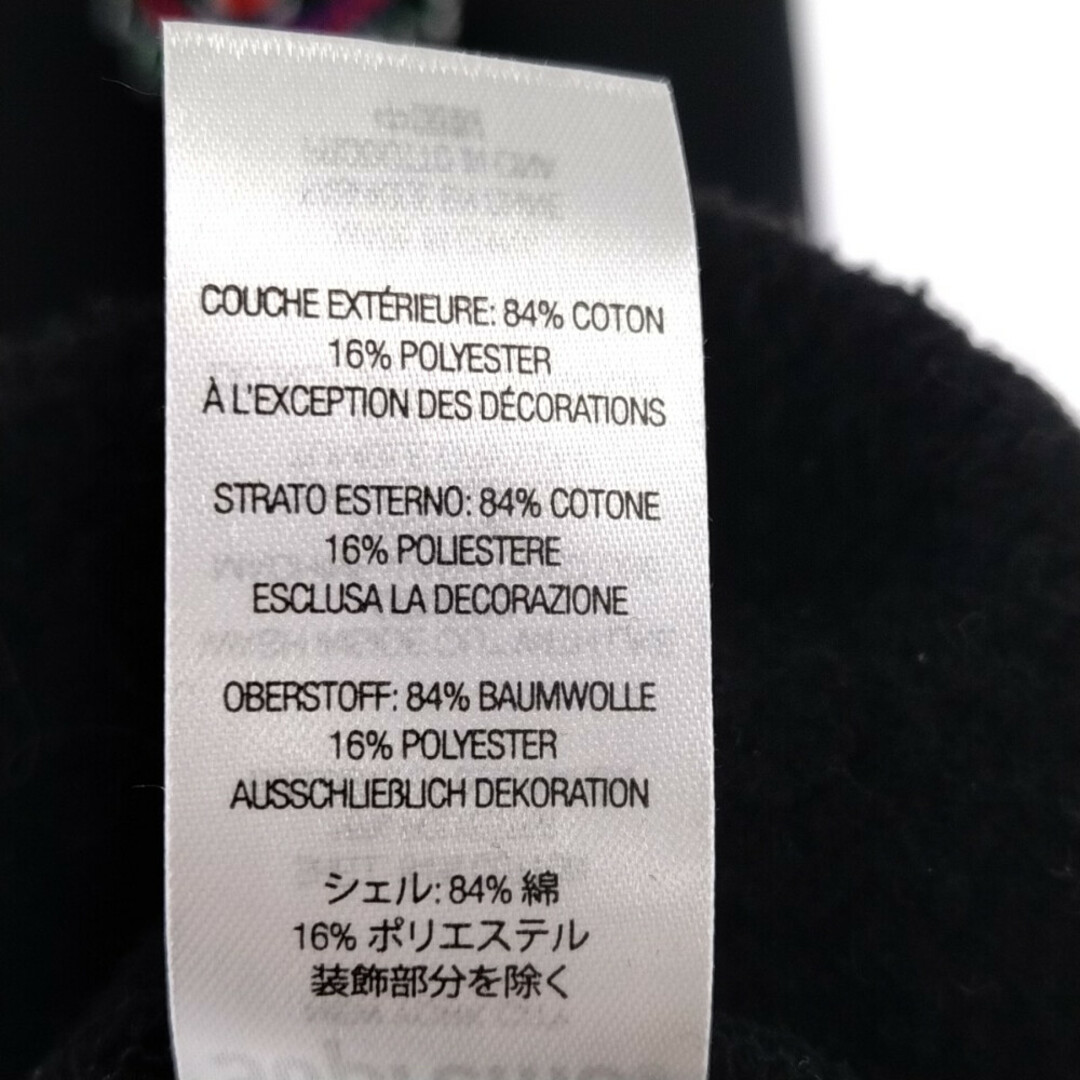 COUCHE EXTÉRIEURE: 84% COTON
16% POLYESTER
À L'EXCEPTION DES DÉCORATIONS
STRATO ESTERNO: 84% COTONE
16% POLIESTERE
ESCLUSA LA DECORAZIONE
OBERSTOFF: 84% BAUMWOLLE
16% POLYESTER
AUSSCHLIEßLICH DEKORATION
シェル: 84% 綿
16% ポリエステル
装飾部分を除く